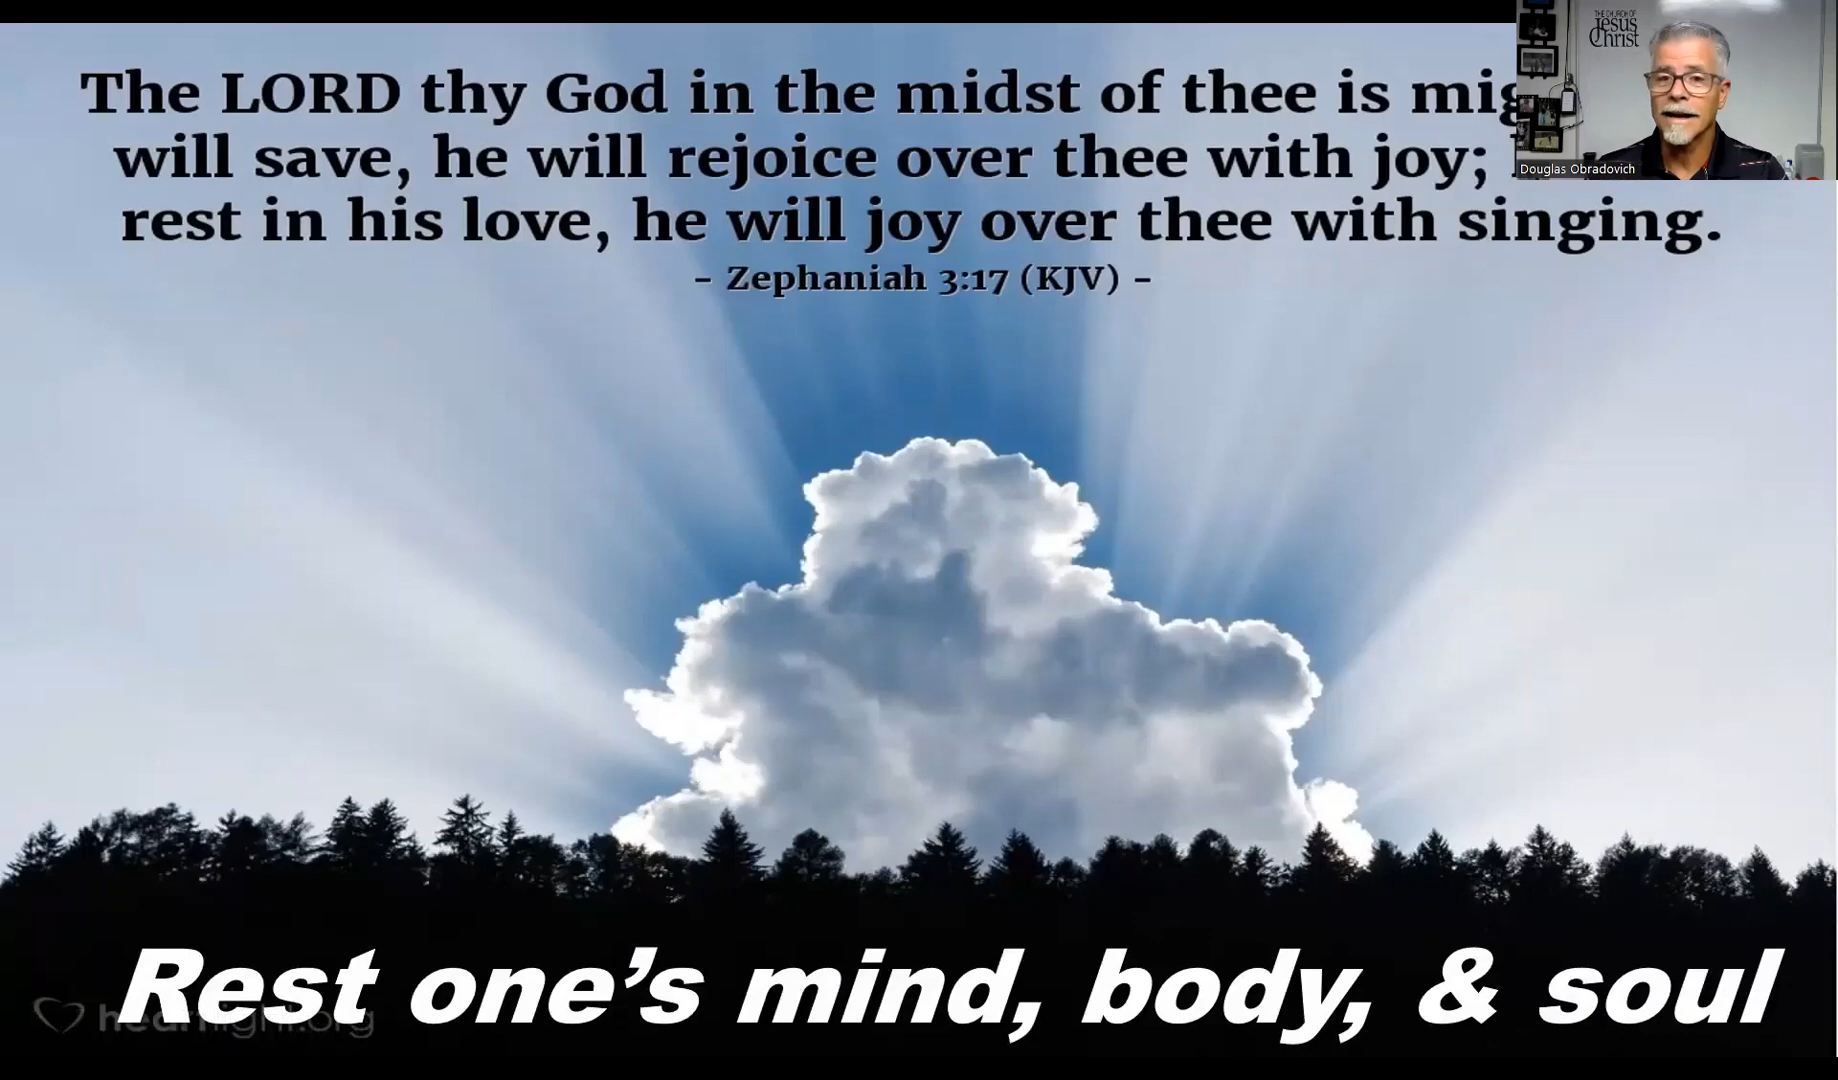 The LORD thy God in the midst of thee is
will save, he will rejoice over thee with joy;
rest in his love, he will joy over thee with singing.
– Zephaniah 3:17 (KJV) –
THE CHURCH OF
Jesus
Christ
Douglas Obradovich
Rest one’s mind, body, & soul